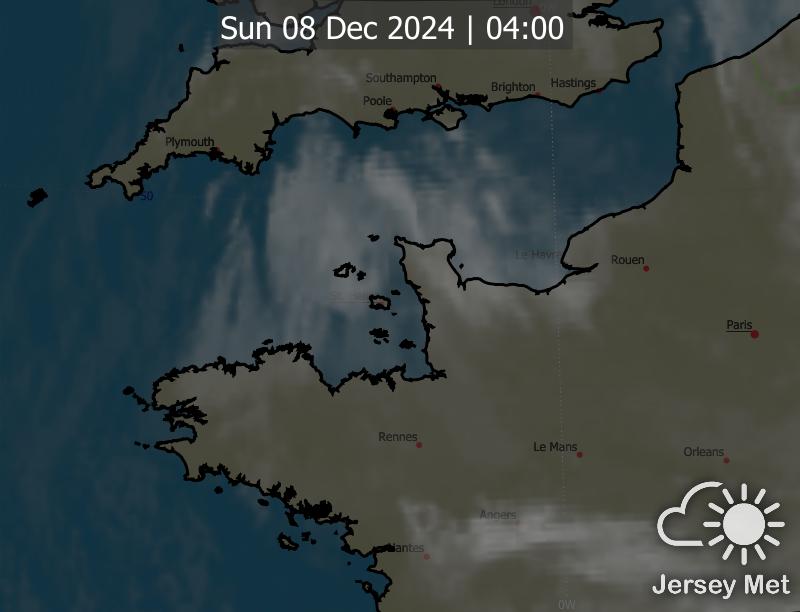 London
Sun 08 Dec 2024 | 04:00
Southampton
Brighton
Hastings
Poole
Plymouth
50
Le Havre
Rouen
Paris
Rennes
Le Mans
Orleans
Angers
Nantes
Jersey Met
0W